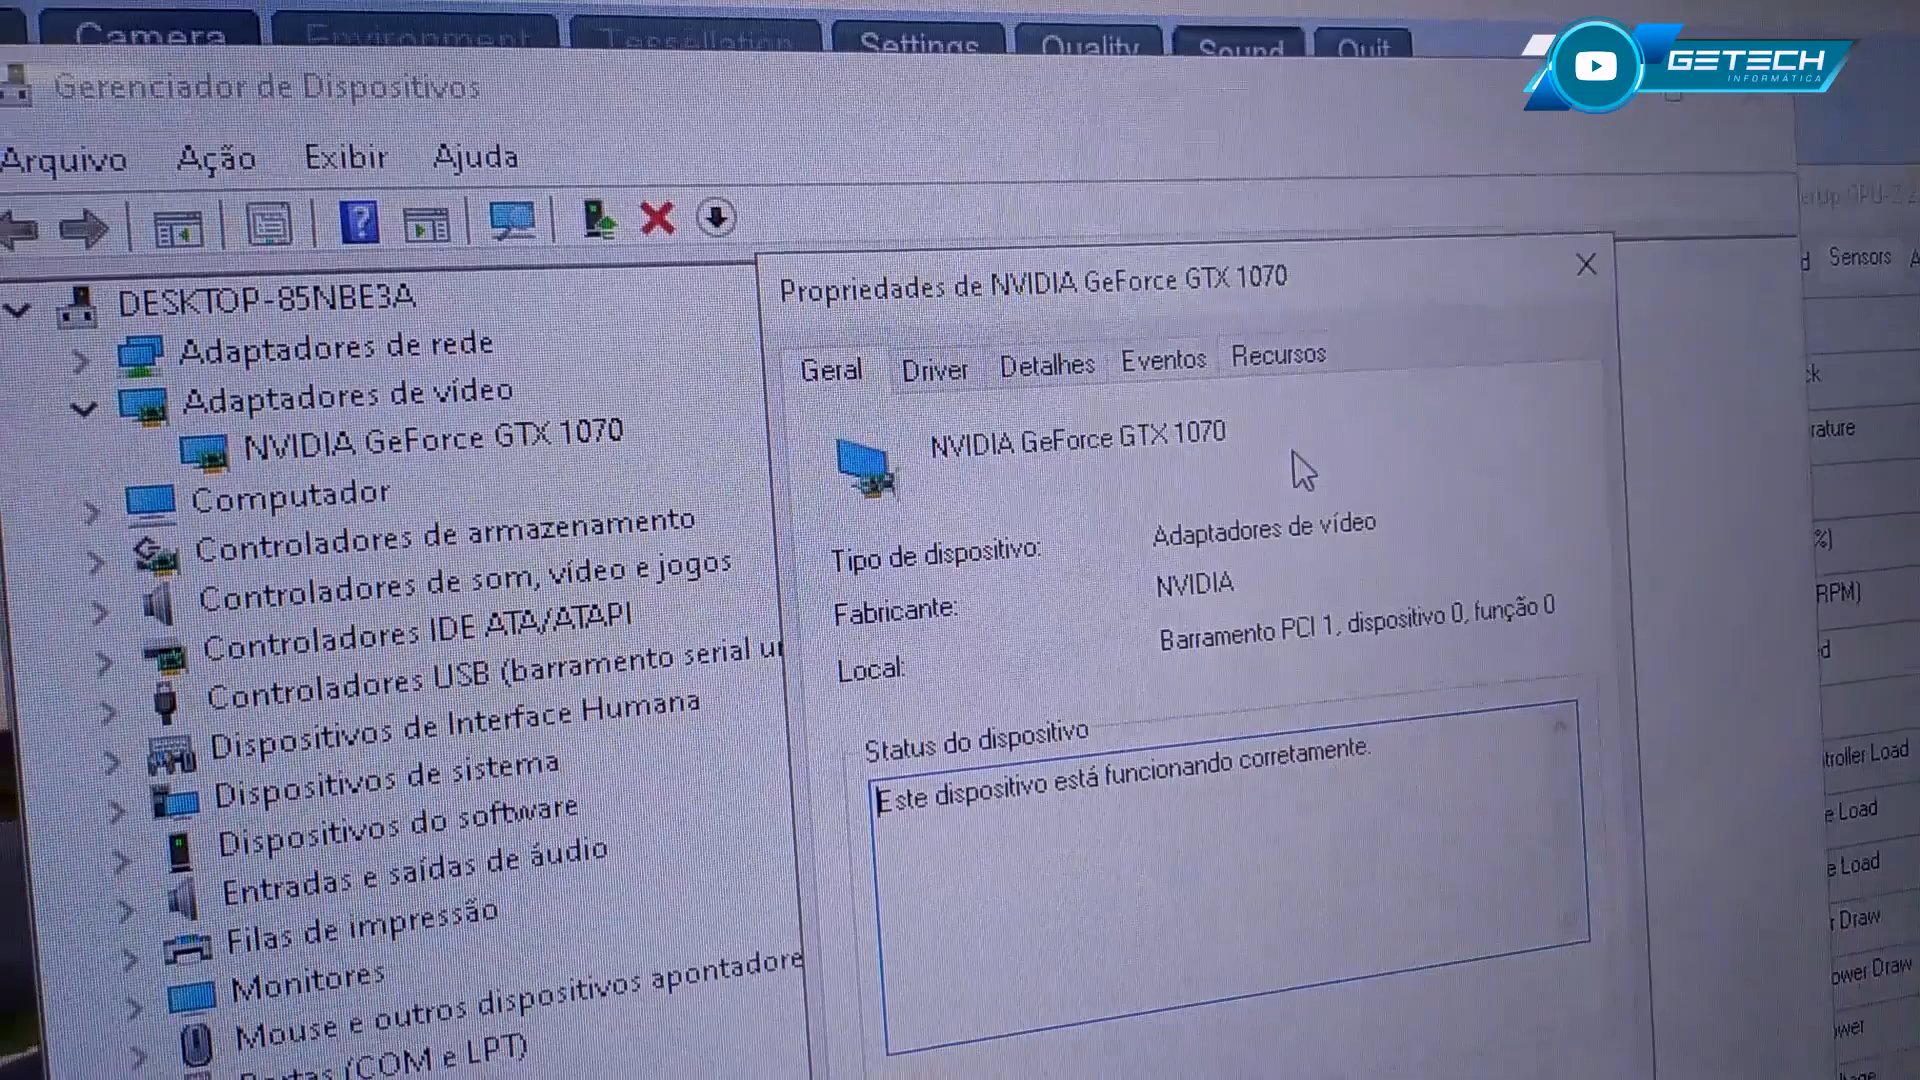 Camera Environment Tessellation Settings Quality Sound Quit
GETECH
INFORMÁTICA
Gerenciador de Dispositivos
Arquivo Ação Exibir Ajuda
DESKTOP-85NBE3A
Adaptadores de rede
Adaptadores de vídeo
NVIDIA GeForce GTX 1070
Computador
Controladores de armazenamento
Controladores de som, vídeo e jogos
Controladores IDE ATA/ATAPI
Controladores USB (barramento serial
Dispositivos de Interface Humana
Dispositivos de sistema
Dispositivos do software
Entradas e saídas de áudio
Filas de impressão
Monitores
Mouse e outros dispositivos apontadore
(COM e LPT)
Propriedades de NVIDIA GeForce GTX 1070
Geral Driver Detalhes Eventos Recursos
NVIDIA GeForce GTX 1070
Tipo de dispositivo: Adaptadores de vídeo
Fabricante: NVIDIA
Local: Barramento PCI 1, dispositivo 0, função 0
Status do dispositivo
Este dispositivo está funcionando corretamente.
GPU-Z
Sensors
rature
%)
RPM)
troller Load
e Load
e Load
r Draw
ower Draw